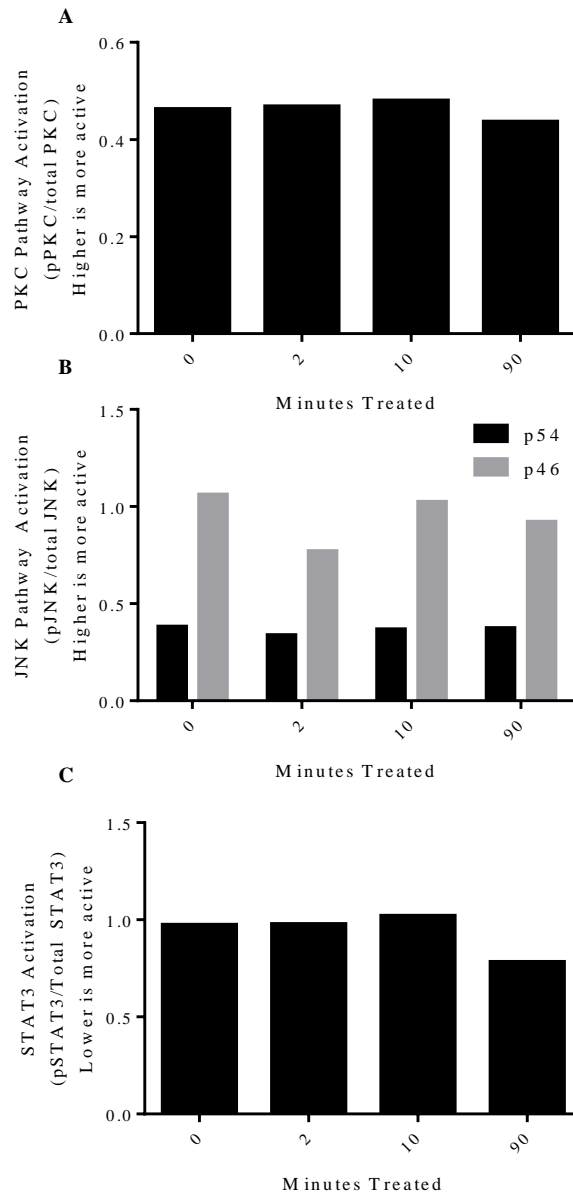 A
PKC Pathway Activation
(pPKC/total PKC)
Higher is more active
0.6
0.4
0.2
0.0
0
2
10
90
Minutes Treated
B
JNK Pathway Activation
(pJNK/total JNK)
Higher is more active
1.5
1.0
0.5
0.0
p54
p46
0
2
10
90
Minutes Treated
C
STAT3 Activation
(pSTAT3/Total STAT3)
Lower is more active
1.5
1.0
0.5
0.0
0
2
10
90
Minutes Treated